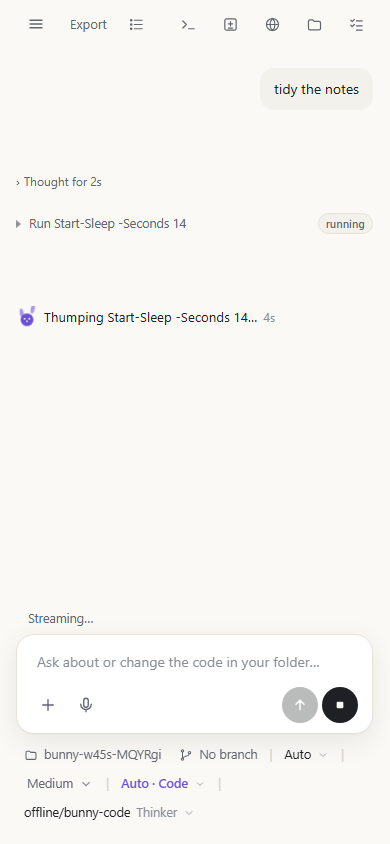 Export
tidy the notes
› Thought for 2s
Run Start-Sleep -Seconds 14
running
Thumping Start-Sleep -Seconds 14... 4s
Streaming...
Ask about or change the code in your folder...
bunny-w45s-MQYRgi No branch | Auto |
Medium | Auto · Code |
offline/bunny-code Thinker